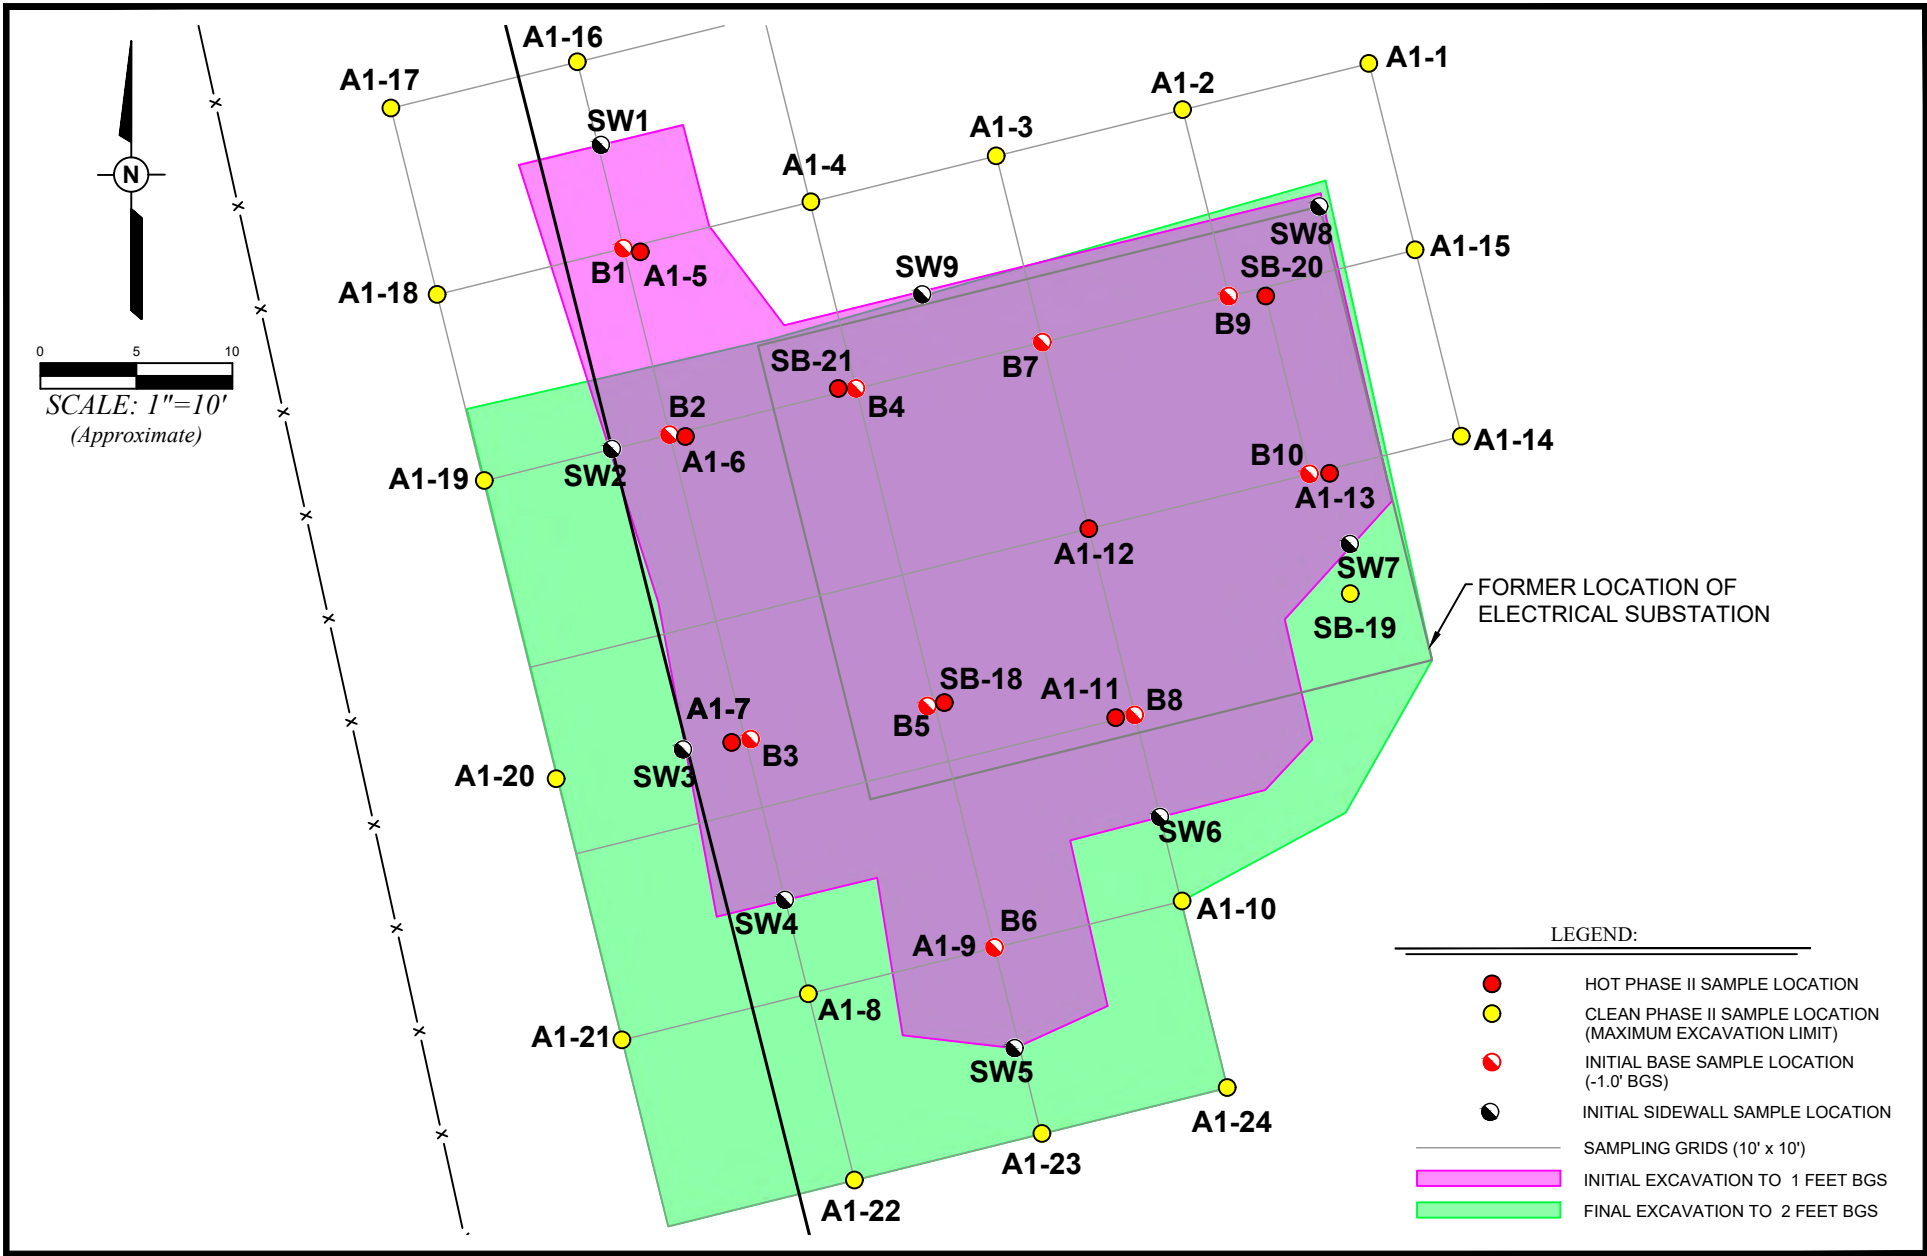 A1-16
A1-17
A1-1
A1-2
SW1
A1-3
A1-4
N
SW8
A1-15
SW9
SB-20
B1
A1-5
A1-18
B9
0 5 10
SB-21
B7
SCALE: 1"=10'
(Approximate)
B2
B4
A1-14
B10
A1-6
SW2
A1-19
A1-13
A1-12
SW7
FORMER LOCATION OF
ELECTRICAL SUBSTATION
SB-19
SB-18
A1-11
B8
A1-7
B5
B3
SW3
A1-20
SW6
A1-10
SW4
B6
A1-9
A1-8
A1-21
SW5
A1-24
A1-23
A1-22
LEGEND:
HOT PHASE II SAMPLE LOCATION
CLEAN PHASE II SAMPLE LOCATION
(MAXIMUM EXCAVATION LIMIT)
INITIAL BASE SAMPLE LOCATION
(-1.0' BGS)
INITIAL SIDEWALL SAMPLE LOCATION
SAMPLING GRIDS (10' x 10')
INITIAL EXCAVATION TO 1 FEET BGS
FINAL EXCAVATION TO 2 FEET BGS